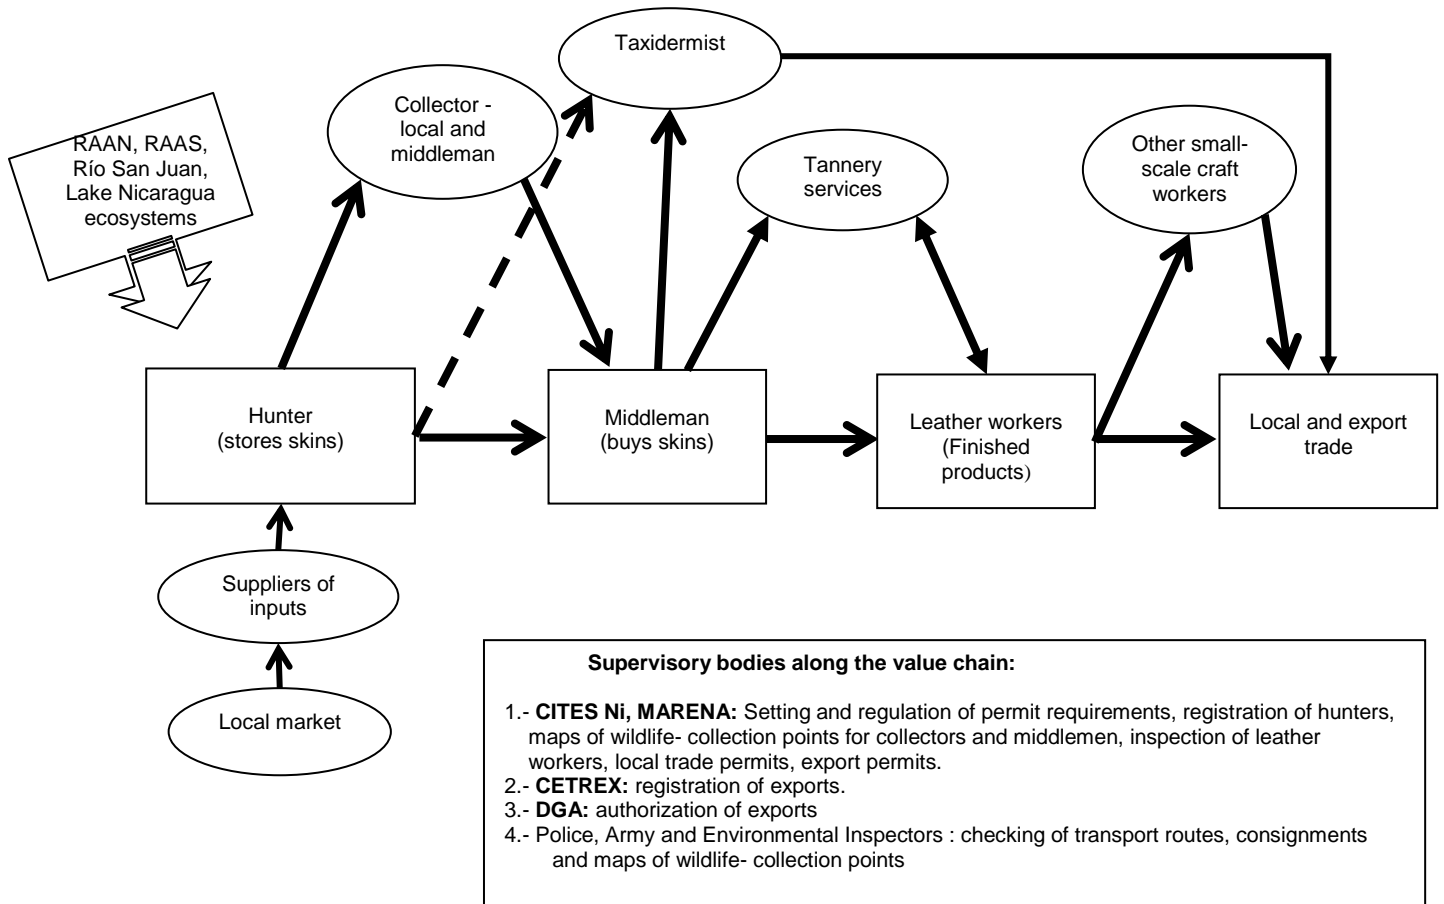 Taxidermist
Collector -
local and
middleman
RAAN, RAAS,
Río San Juan,
Lake Nicaragua
ecosystems
Tannery
services
Other small-
scale craft
workers
Hunter
(stores skins)
Middleman
(buys skins)
Leather workers
(Finished
products)
Local and export
trade
Suppliers of
inputs
Local market
Supervisory bodies along the value chain:
1.- CITES Ni, MARENA: Setting and regulation of permit requirements, registration of hunters,
maps of wildlife- collection points for collectors and middlemen, inspection of leather
workers, local trade permits, export permits.
2.- CETREX: registration of exports.
3.- DGA: authorization of exports
4.- Police, Army and Environmental Inspectors : checking of transport routes, consignments
and maps of wildlife- collection points